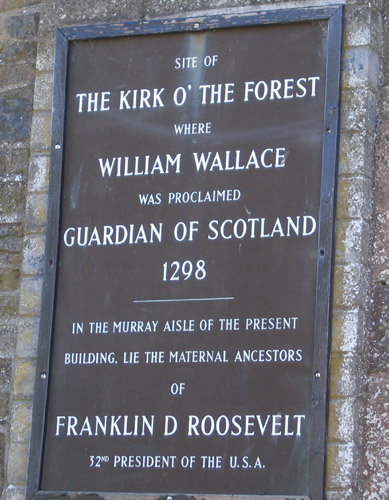 SITE OF
THE KIRK O' THE FOREST
WHERE
WILLIAM WALLACE
WAS PROCLAIMED
GUARDIAN OF SCOTLAND
1298
IN THE MURRAY AISLE OF THE PRESENT
BUILDING, LIE THE MATERNAL ANCESTORS
OF
FRANKLIN D ROOSEVELT
32ND PRESIDENT OF THE U.S.A.